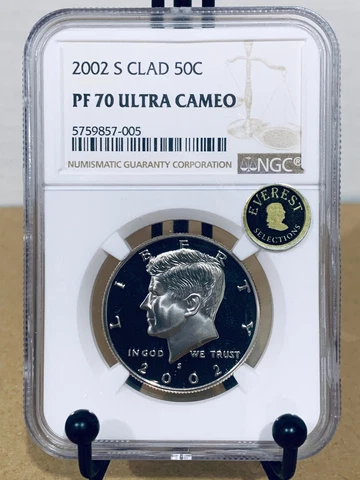 2002 S CLAD 50C
PF 70 ULTRA CAMEO
5759857-005
NUMISMATIC GUARANTY CORPORATION
NGC
EVEREST
SELECTIONS
LIBERTY
IN GOD WE TRUST
S
2002